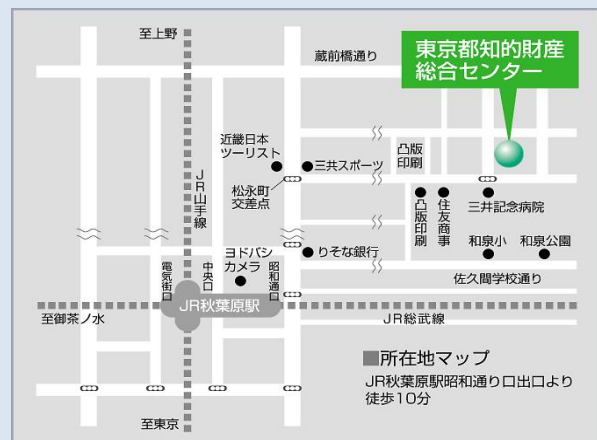 至上野
蔵前橋通り
東京都知的財産
総合センター
近畿日本
ツーリスト
三共スポーツ
凸版
印刷
JR山手線
松永町
交差点
凸版印刷
住友商事
三井記念病院
ヨドバシ
カメラ
りそな銀行
和泉小
和泉公園
電気街口
中央口
昭和通口
佐久間学校通り
JR秋葉原駅
至御茶ノ水
JR総武線
■所在地マップ
JR秋葉原駅昭和通り口出口より
徒歩10分
至東京